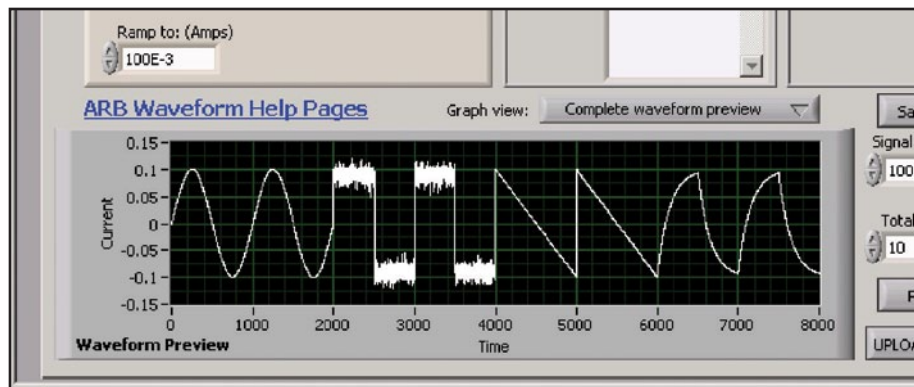 Ramp to: (Amps)
100E-3
ARB Waveform Help Pages
Graph view:
Complete waveform preview
Signal
100
Total
10
0.15
0.1
0.05
0
-0.05
-0.1
-0.15
Current
0
1000
2000
3000
4000
5000
6000
7000
8000
Waveform Preview
Time